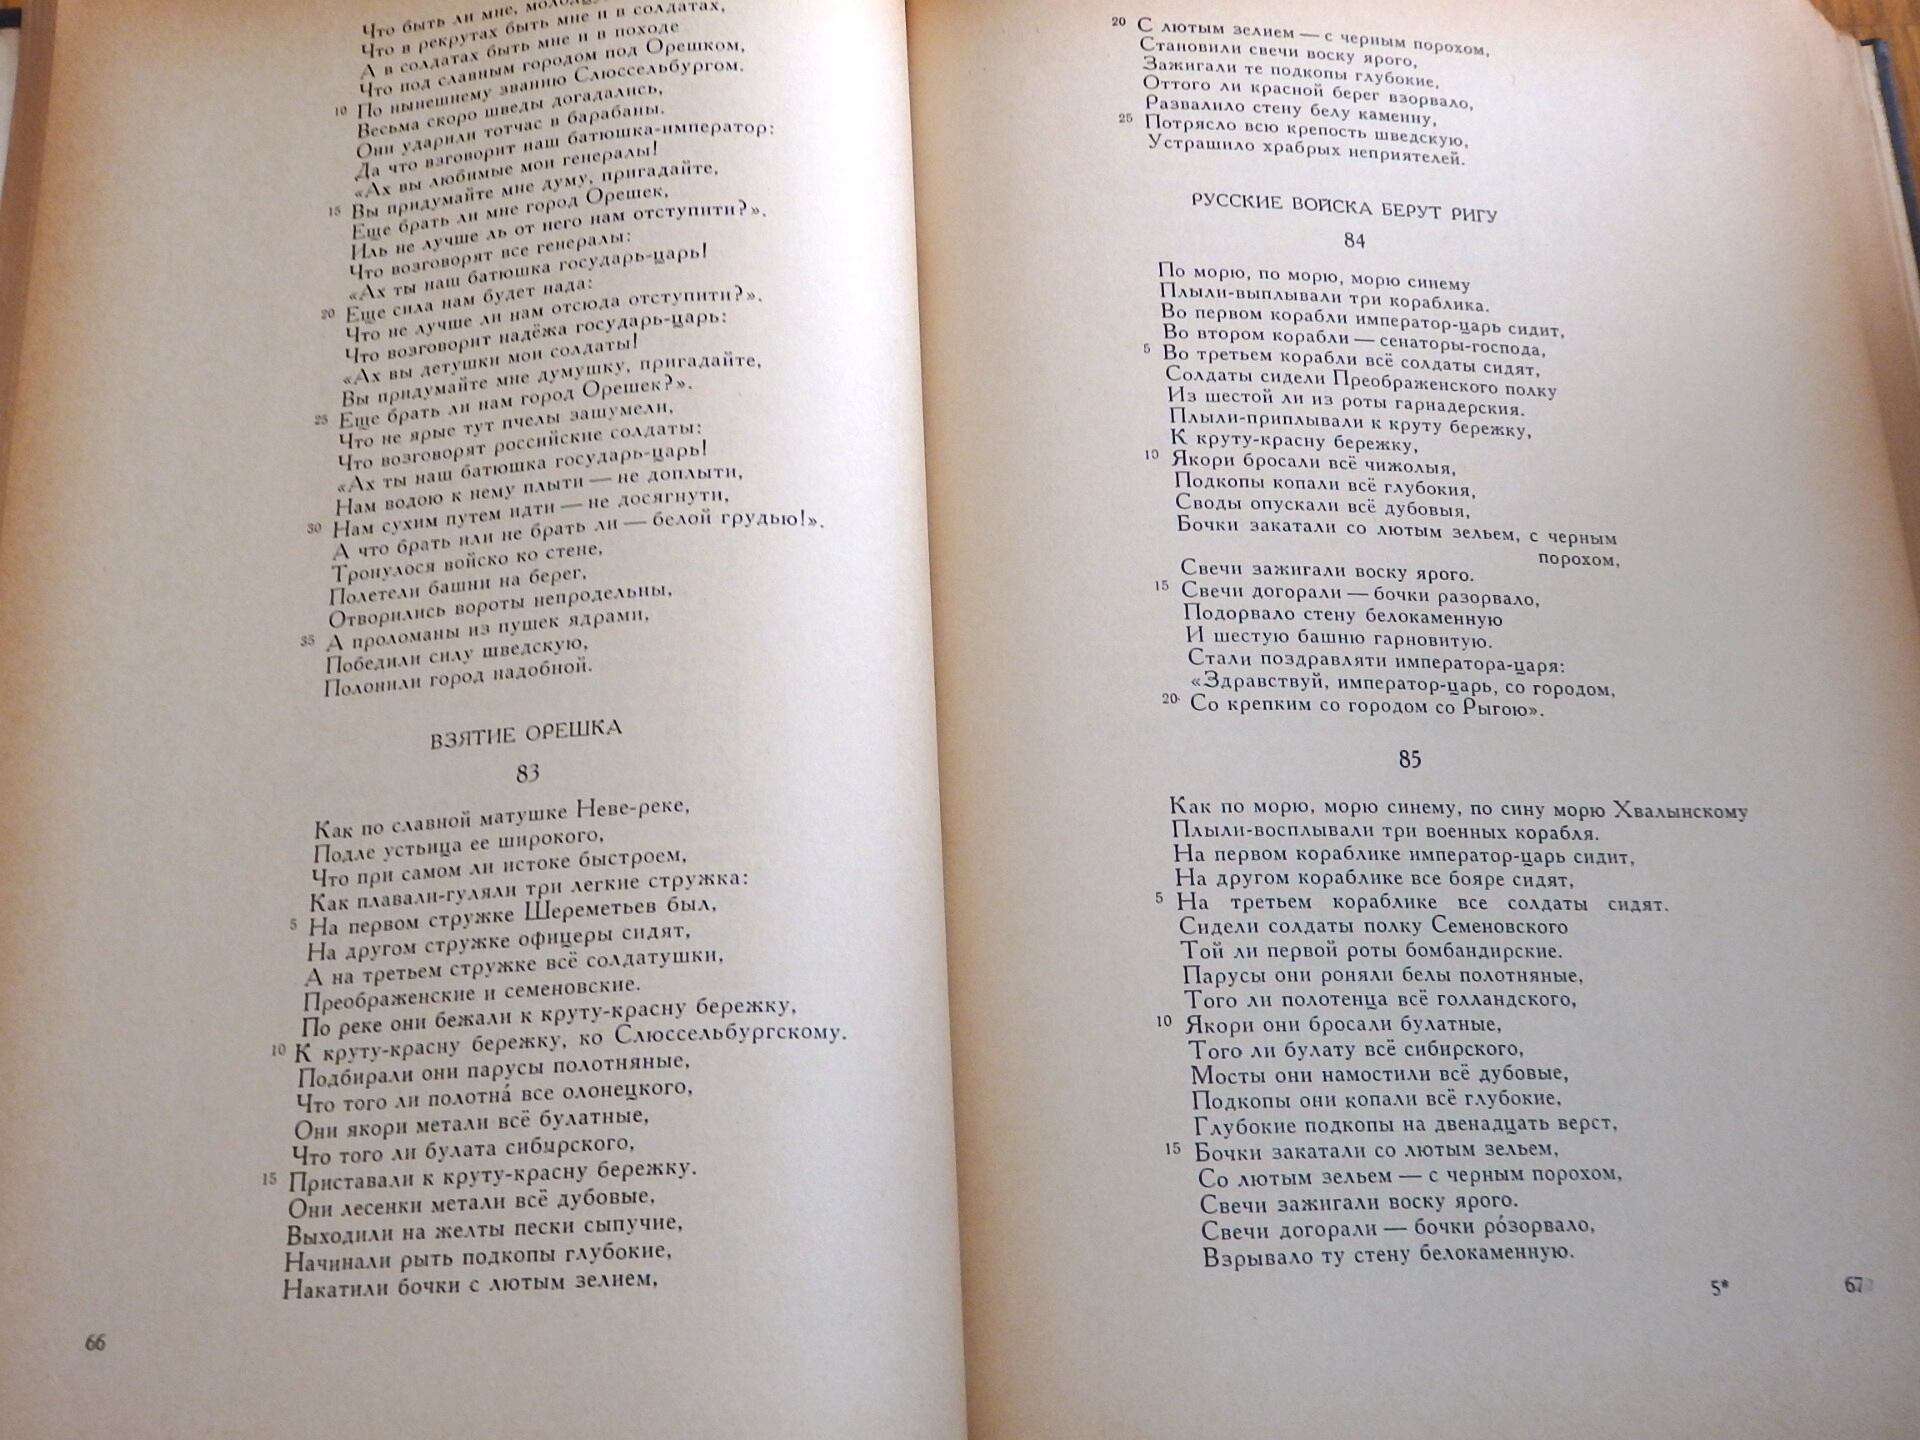 Что быть ли мне,
Что в рекрутах быть мне и в солдатах,
А в солдатах быть мне и в походе
Что под славным городом под Орешком,
10 По нынешнему званию Слюссельбургом.
Весьма скоро шведы догадались,
Они ударили тотчас в барабаны.
Да что взговорит наш батюшка-император:
«Ах вы любимые мои генералы!
15 Вы придумайте мне думу, пригадайте,
Еще брать ли мне город Орешек,
Иль не лучше ль от него нам отступити?».
Что возговорят все генералы:
«Ах ты наш батюшка государь-царь!
20 Еще сила нам будет нада:
Что не лучше ли нам отсюда отступити?».
Что возговорит надёжа государь-царь:
«Ах вы детушки мои солдаты!
Вы придумайте мне думушку, пригадайте,
25 Еще брать ли нам город Орешек?».
Что не ярые тут пчелы зашумели,
Что возговорят российские солдаты:
«Ах ты наш батюшка государь-царь!
Нам водою к нему плыти — не доплыти,
30 Нам сухим путем идти — не досягнути,
А что брать или не брать ли — белой грудью!».
Тронулося войско ко стене,
Полетели башни на берег,
Отворились вороты непродельны,
35 А проломаны из пушек ядрами,
Победили силу шведскую,
Полонили город надобной.
ВЗЯТИЕ ОРЕШКА
83
Как по славной матушке Неве-реке,
Подле устьица ее широкого,
Что при самом ли истоке быстроем,
Как плавали-гуляли три легкие стружка:
5 На первом стружке Шереметьев был,
На другом стружке офицеры сидят,
А на третьем стружке всё солдатушки,
Преображенские и семеновские.
По реке они бежали к круту-красну бережку,
10 К круту-красну бережку, ко Слюссельбургскому.
Подбирали они парусы полотняные,
Что того ли полотна́ все олонецкого,
Они якори метали всё булатные,
Что того ли булата сибирского,
15 Приставали к круту-красну бережку.
Они лесенки метали всё дубовые,
Выходили на желты пески сыпучие,
Начинали рыть подкопы глубокие,
Накатили бочки с лютым зелием,
66
20 С лютым зелием — с черным порохом,
Становили свечи воску ярого,
Зажигали те подкопы глубокие,
Оттого ли красной берег взорвало,
Развалило стену белу каменну,
25 Потрясло всю крепость шведскую,
Устрашило храбрых неприятелей.
РУССКИЕ ВОЙСКА БЕРУТ РИГУ
84
По морю, по морю, морю синему
Плыли-выплывали три кораблика.
Во первом корабли император-царь сидит,
Во втором корабли — сенаторы-господа,
5 Во третьем корабли всё солдаты сидят,
Солдаты сидели Преображенского полку
Из шестой ли из роты гарнадерския.
Плыли-приплывали к круту бережку,
К круту-красну бережку,
10 Якори бросали всё чижолыя,
Подкопы копали всё глубокия,
Своды опускали всё дубовыя,
Бочки закатали со лютым зельем, с черным
порохом,
Свечи зажигали воску ярого.
15 Свечи догорали — бочки разорвало,
Подорвало стену белокаменную
И шестую башню гарновитую.
Стали поздравляти императора-царя:
«Здравствуй, император-царь, со городом,
20 Со крепким со городом со Рыгою».
85
Как по морю, морю синему, по сину морю Хвалынскому
Плыли-восплывали три военных корабля.
На первом кораблике император-царь сидит,
На другом кораблике все бояре сидят,
5 На третьем кораблике все солдаты сидят.
Сидели солдаты полку Семеновского
Той ли первой роты бомбандирские.
Парусы они роняли белы полотняные,
Того ли полотенца всё голландского,
10 Якори они бросали булатные,
Того ли булату всё сибирского,
Мосты они намостили всё дубовые,
Подкопы они копали всё глубокие,
Глубокие подкопы на двенадцать верст,
15 Бочки закатали со лютым зельем,
Со лютым зельем — с черным порохом,
Свечи зажигали воску ярого.
Свечи догорали — бочки ро́зорвало,
Взрывало ту стену белокаменную.
5*
67